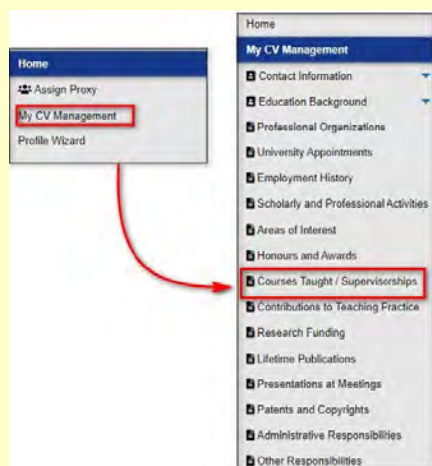 Home
Assign Proxy
My CV Management
Profile Wizard
Home
My CV Management
Contact Information
Education Background
Professional Organizations
University Appointments
Employment History
Scholarly and Professional Activities
Areas of Interest
Honours and Awards
Courses Taught / Supervisorships
Contributions to Teaching Practice
Research Funding
Lifetime Publications
Presentations at Meetings
Patents and Copyrights
Administrative Responsibilities
Other Responsibilities